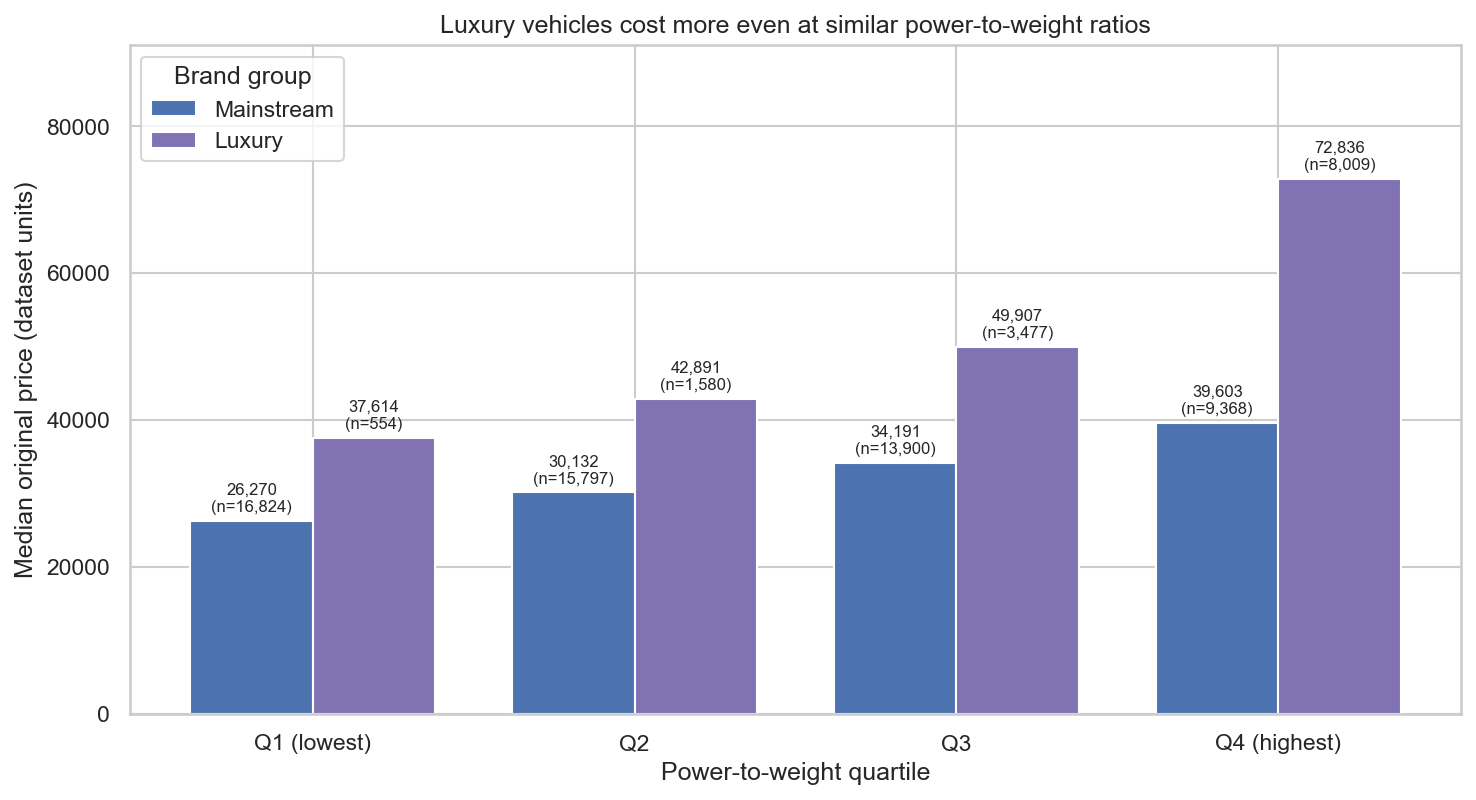 Luxury vehicles cost more even at similar power-to-weight ratios
Brand group
Mainstream
Luxury
Median original price (dataset units)
80000
60000
40000
20000
0
26,270
(n=16,824)
37,614
(n=554)
30,132
(n=15,797)
42,891
(n=1,580)
34,191
(n=13,900)
49,907
(n=3,477)
39,603
(n=9,368)
72,836
(n=8,009)
Q1 (lowest)
Q2
Q3
Q4 (highest)
Power-to-weight quartile